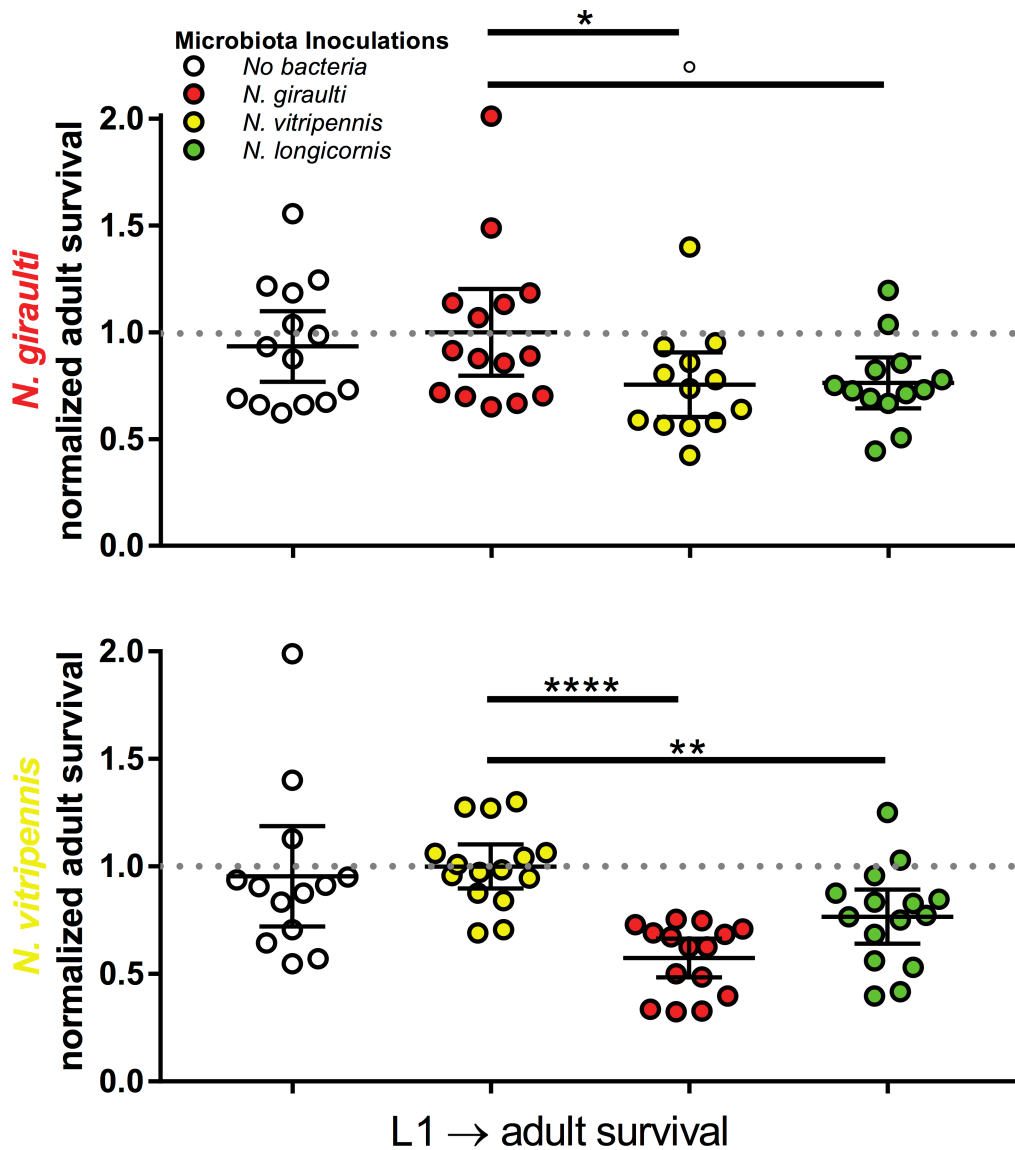 *
Microbiota Inoculations
No bacteria
°
N. giraulti
N. vitripennis
N. longicornis
N. giraulti
normalized adult survival
2.0
1.5
1.0
0.5
0.0
N. vitripennis
normalized adult survival
2.0
1.5
1.0
0.5
0.0
****
**
L1 → adult survival